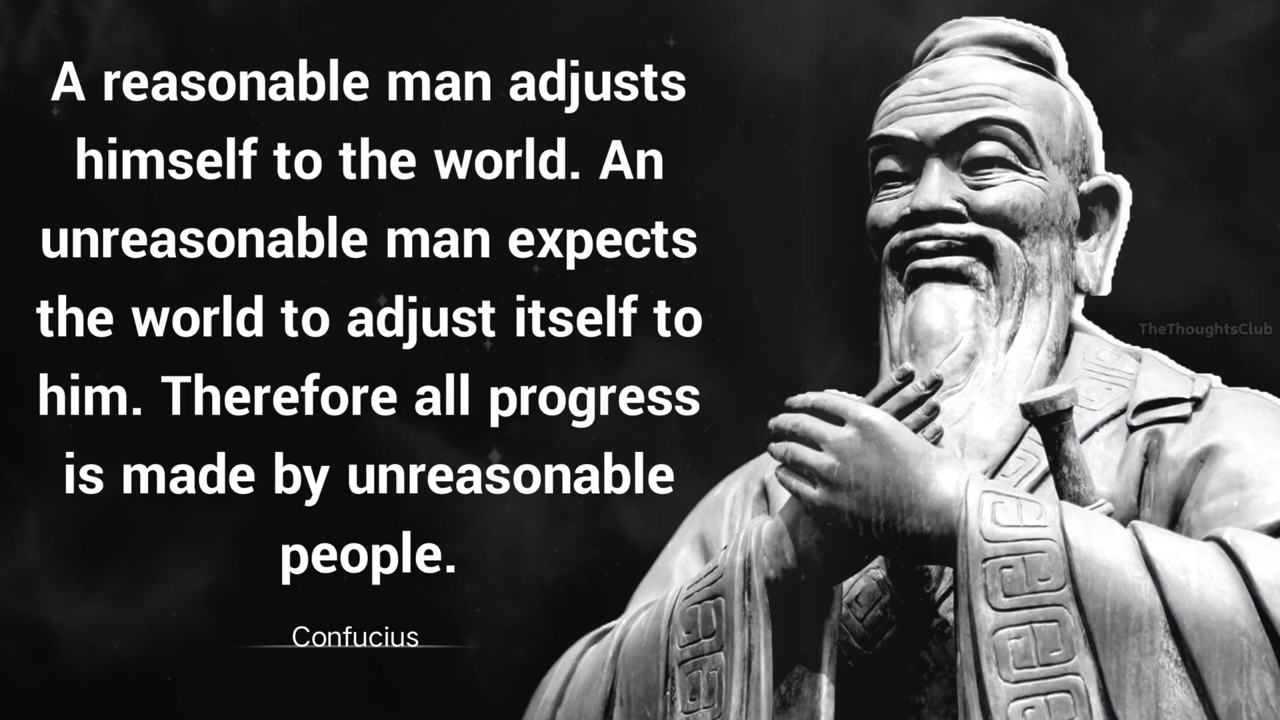 A reasonable man adjusts
himself to the world. An
unreasonable man expects
the world to adjust itself to
him. Therefore all progress
is made by unreasonable
people.
Confucius
TheThoughtsClub